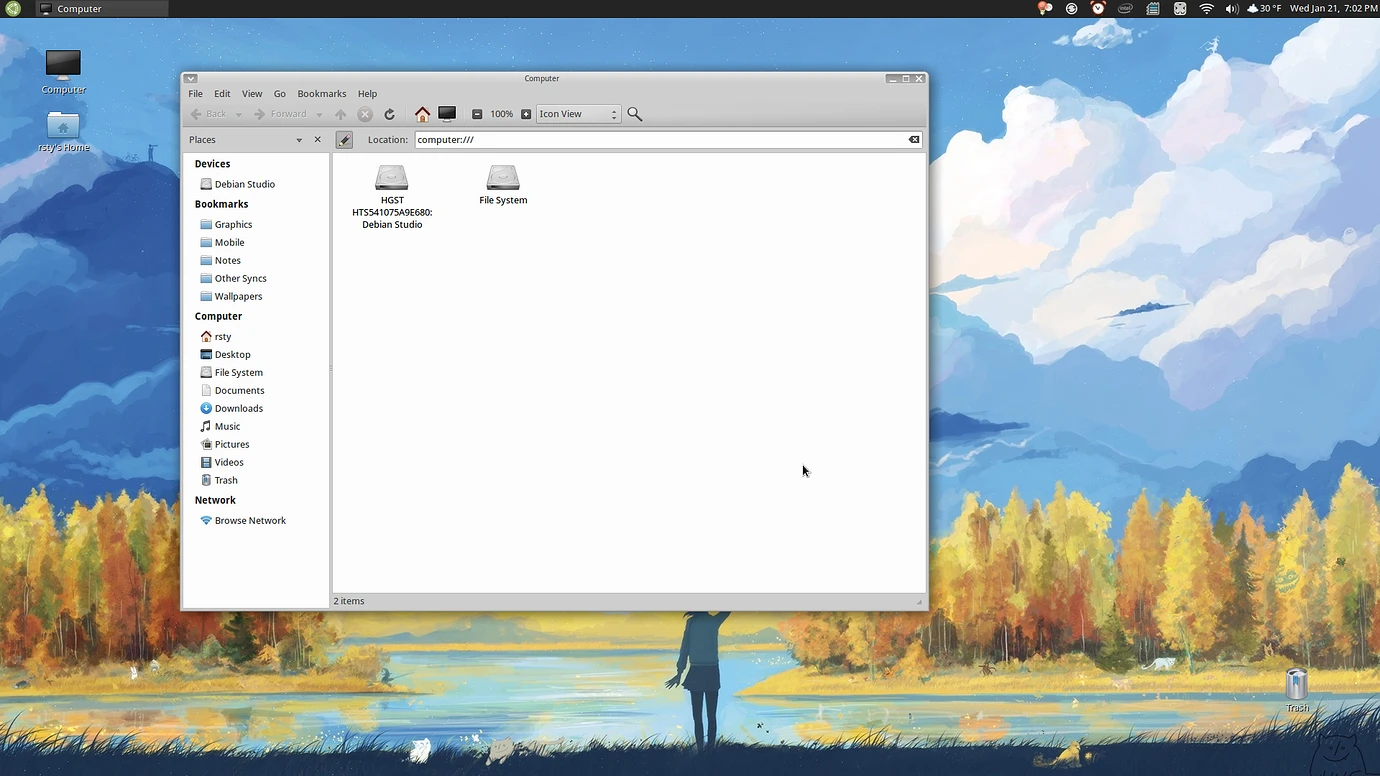 Computer
30 °F
Wed Jan 21, 7:02 PM
Computer
rsty's Home
Computer
File Edit View Go Bookmarks Help
Back Forward 100% Icon View
Places
Location: computer:///
Devices
Debian Studio
Bookmarks
Graphics
Mobile
Notes
Other Syncs
Wallpapers
Computer
rsty
Desktop
File System
Documents
Downloads
Music
Pictures
Videos
Trash
Network
Browse Network
HGST
HTS541075A9E680:
Debian Studio
File System
2 items
Trash